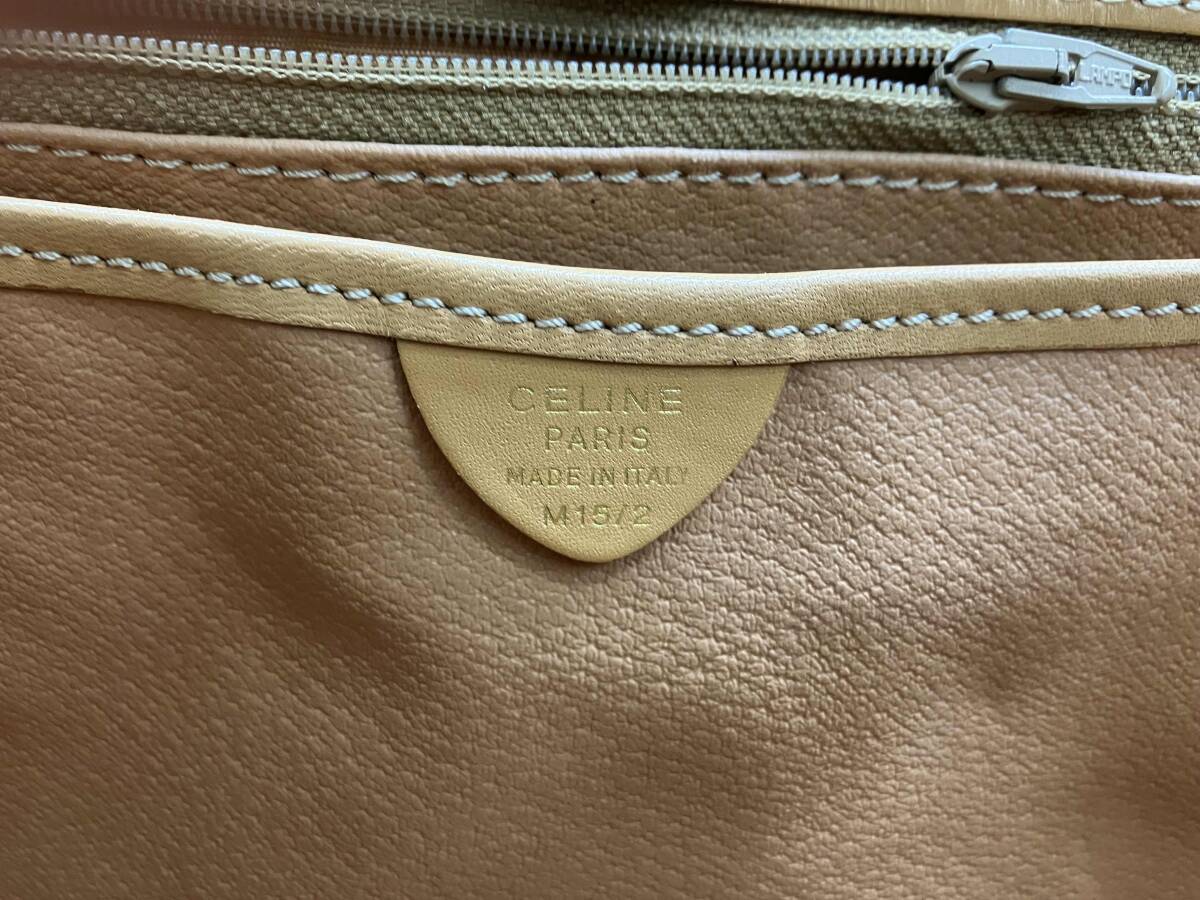 LAMPO
CELINE
PARIS
MADE IN ITALY
M15/2